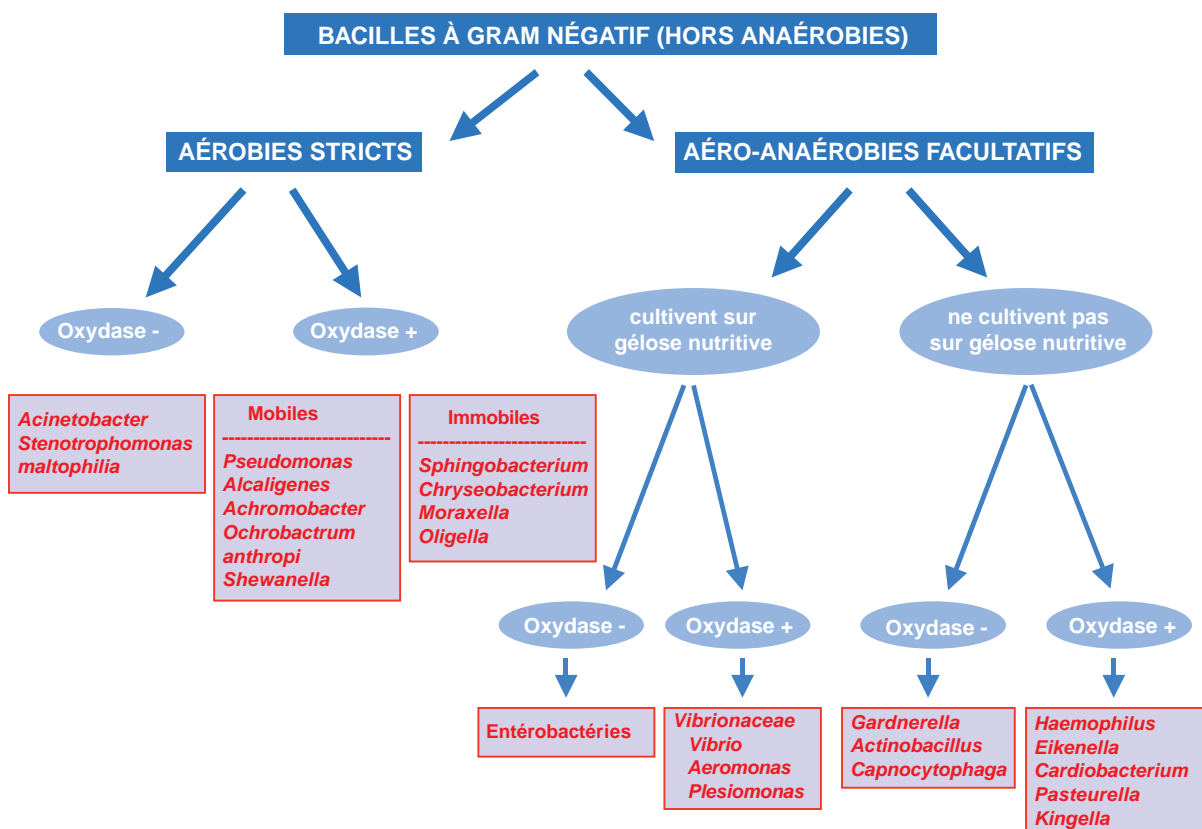 BACILLES À GRAM NÉGATIF (HORS ANAÉROBIES)
AÉROBIES STRICTS
AÉRO-ANAÉROBIES FACULTATIFS
Oxydase -
Oxydase +
cultivent sur
gélose nutritive
ne cultivent pas
sur gélose nutritive
Acinetobacter
Stenotrophomonas
maltophilia
Mobiles
----------------------------
Pseudomonas
Alcaligenes
Achromobacter
Ochrobactrum
anthropi
Shewanella
Immobiles
----------------------------
Sphingobacterium
Chryseobacterium
Moraxella
Oligella
Oxydase -
Oxydase +
Oxydase -
Oxydase +
Entérobactéries
Vibrionaceae
Vibrio
Aeromonas
Plesiomonas
Gardnerella
Actinobacillus
Capnocytophaga
Haemophilus
Eikenella
Cardiobacterium
Pasteurella
Kingella